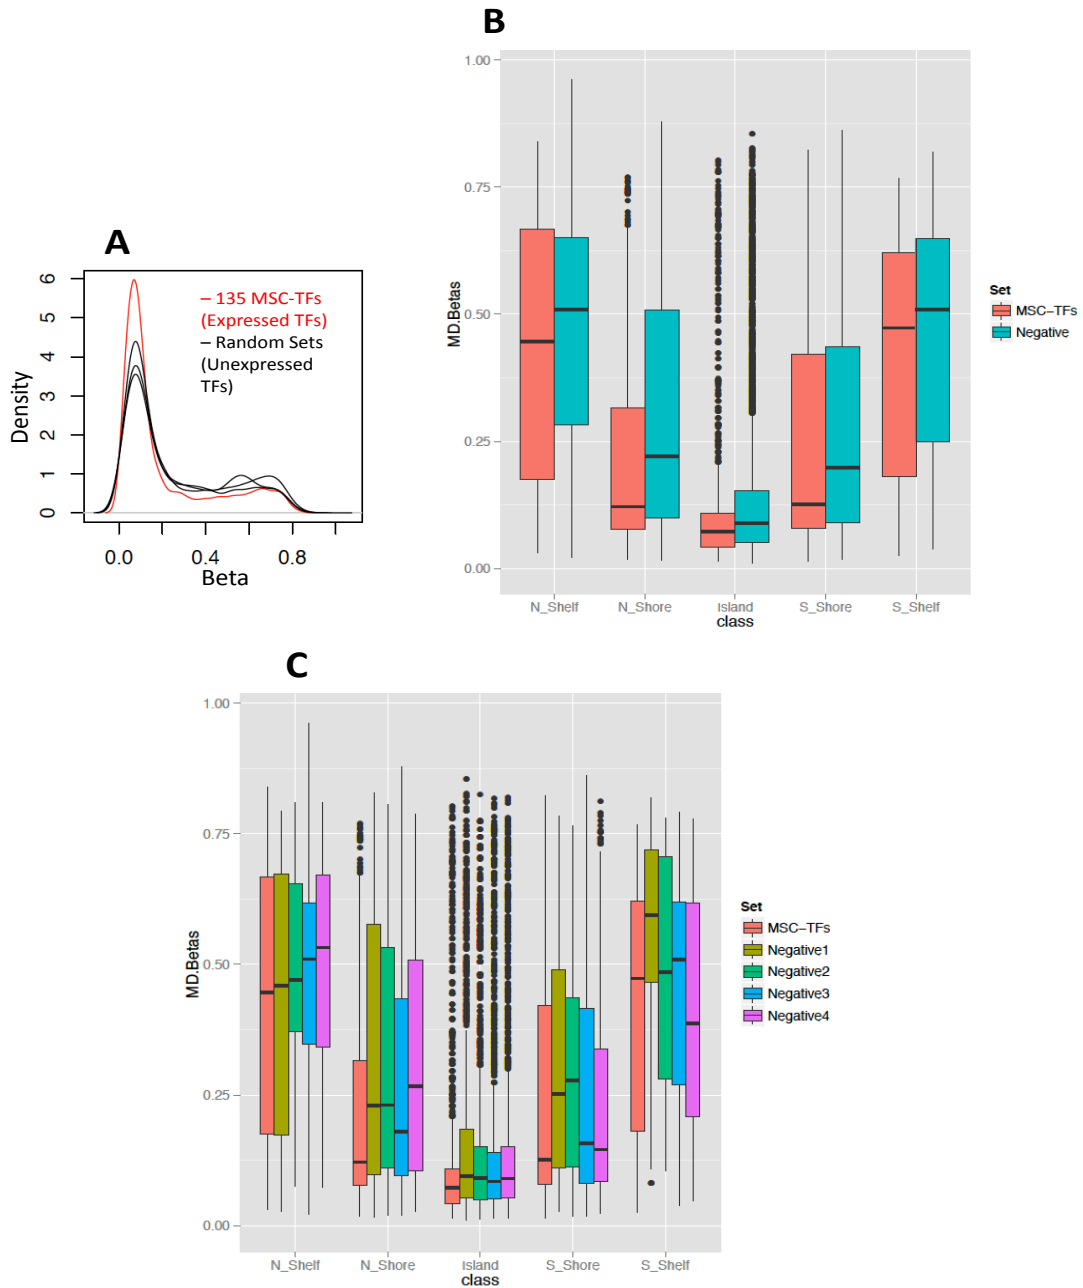 A
6
5
4
3
2
1
0
Density
– 135 MSC-TFs
(Expressed TFs)
– Random Sets
(Unexpressed
TFs)
0.0 0.4 0.8
Beta
B
1.00
0.75
0.50
0.25
0.00
MD.Betas
N_Shelf N_Shore Island S_Shore S_Shelf
class
Set
MSC–TFs
Negative
C
1.00
0.75
0.50
0.25
0.00
MD.Betas
N_Shelf N_Shore Island S_Shore S_Shelf
class
Set
MSC–TFs
Negative1
Negative2
Negative3
Negative4